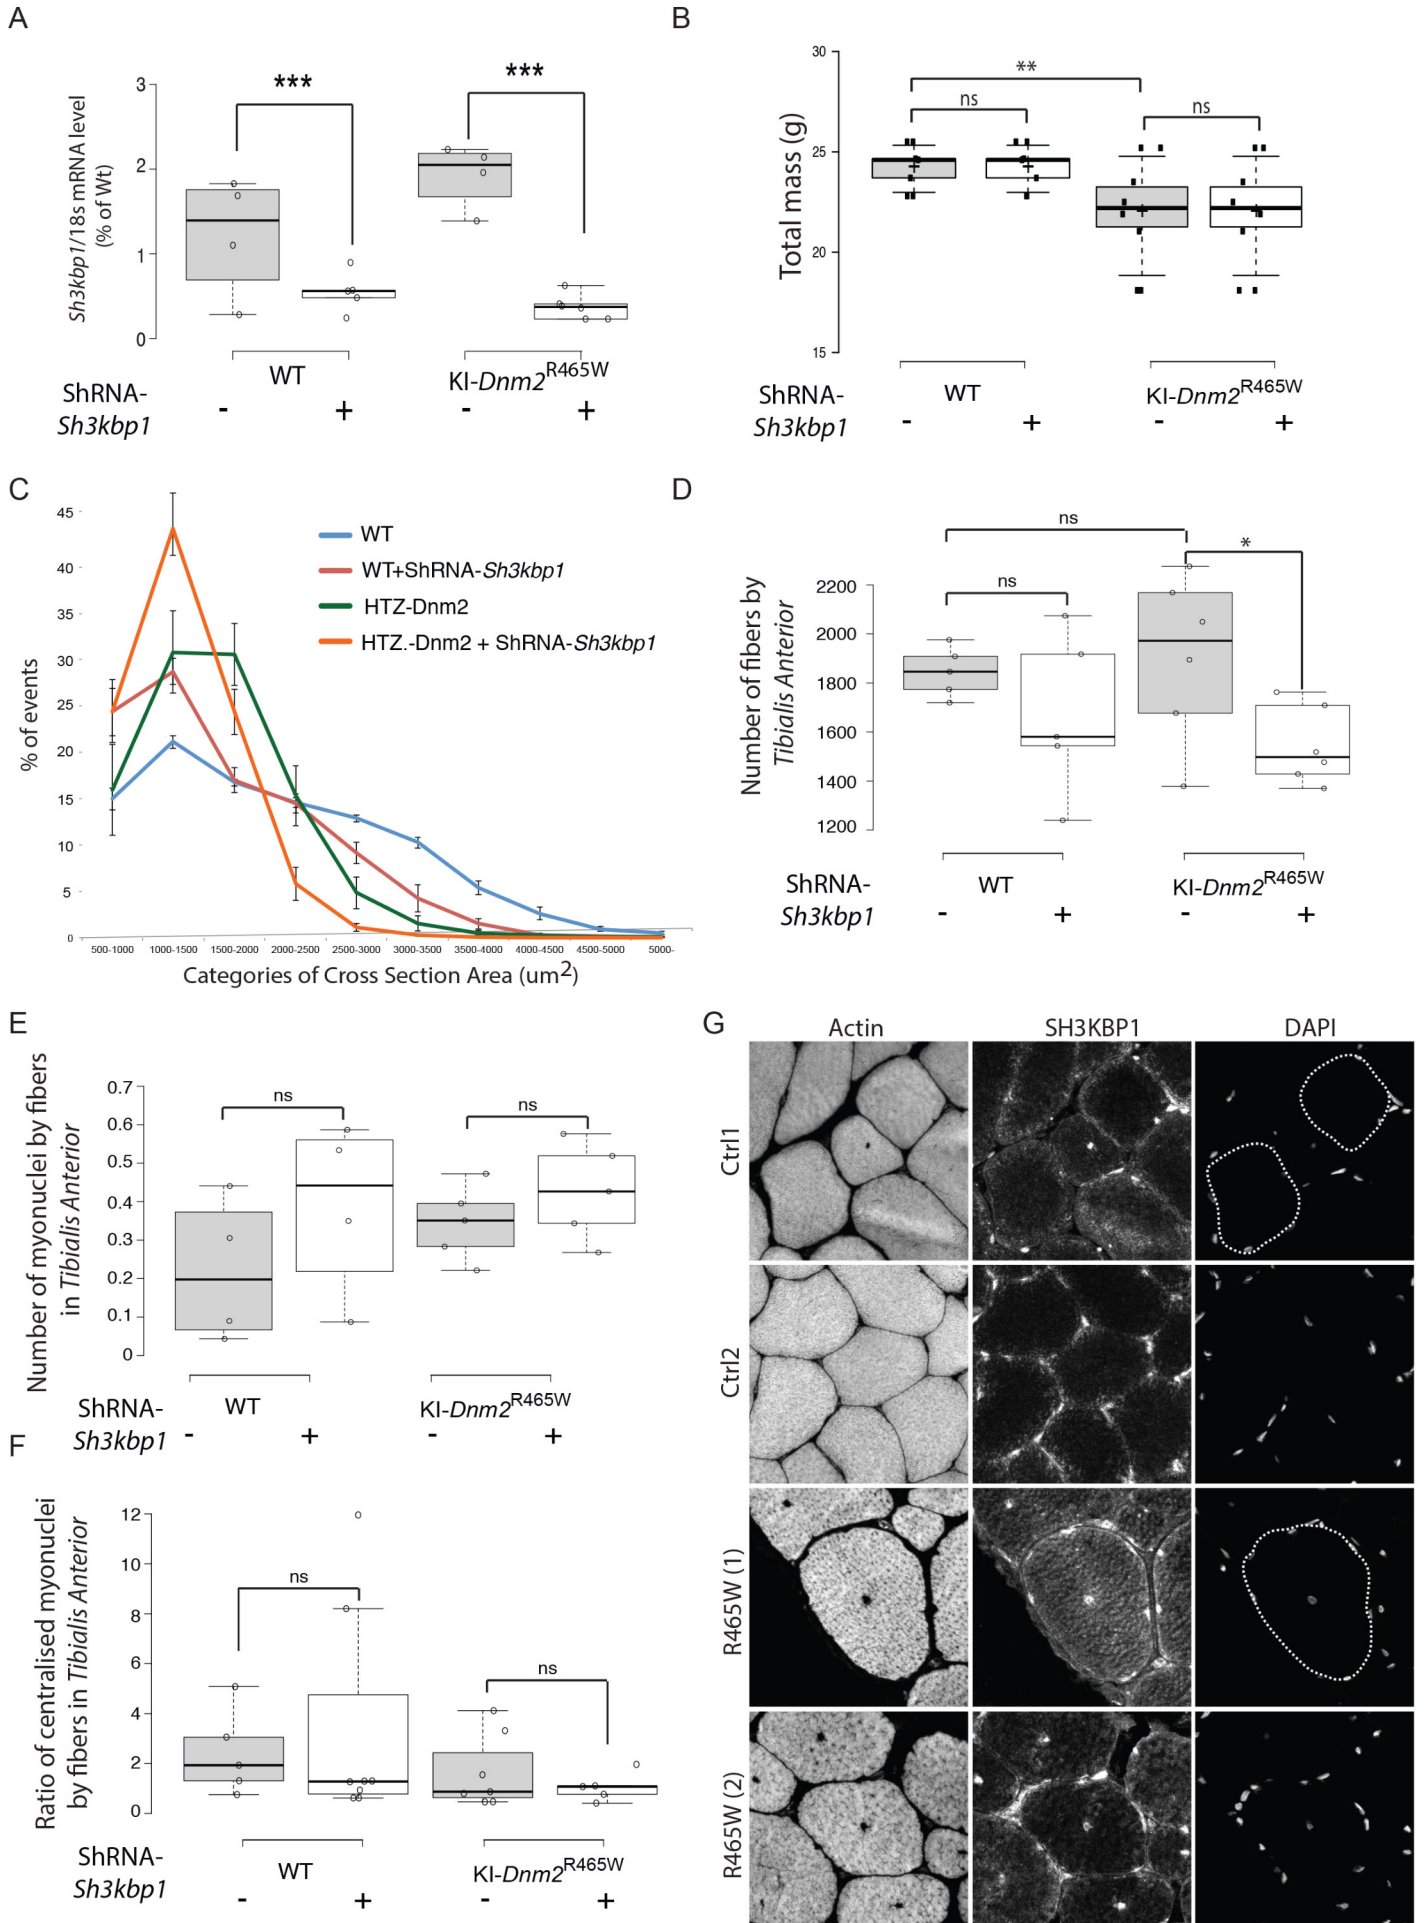 A
Sh3kbp1/18s mRNA level
(% of Wt)
3
2
1
0
***
***
WT
KI-Dnm2R465W
ShRNA-
Sh3kbp1
- + - +
B
Total mass (g)
30
25
20
15
**
ns
ns
WT
KI-Dnm2R465W
ShRNA-
Sh3kbp1
- + - +
C
% of events
45
40
35
30
25
20
15
10
5
0
WT
WT+ShRNA-Sh3kbp1
HTZ-Dnm2
HTZ.-Dnm2 + ShRNA-Sh3kbp1
500-1000 1000-1500 1500-2000 2000-2500 2500-3000 3000-3500 3500-4000 4000-4500 4500-5000 5000-
Categories of Cross Section Area (um2)
D
Number of fibers by
Tibialis Anterior
2200
2000
1800
1600
1400
1200
ns
ns
*
WT
KI-Dnm2R465W
ShRNA-
Sh3kbp1
- + - +
E
Number of myonuclei by fibers
in Tibialis Anterior
0.7
0.6
0.5
0.4
0.3
0.2
0.1
0
ns
ns
WT
KI-Dnm2R465W
ShRNA-
Sh3kbp1
- + - +
F
Ratio of centralised myonuclei
by fibers in Tibialis Anterior
12
10
8
6
4
2
0
ns
ns
WT
KI-Dnm2R465W
ShRNA-
Sh3kbp1
- + - +
G
Actin SH3KBP1 DAPI
Ctrl1
Ctrl2
R465W (1)
R465W (2)